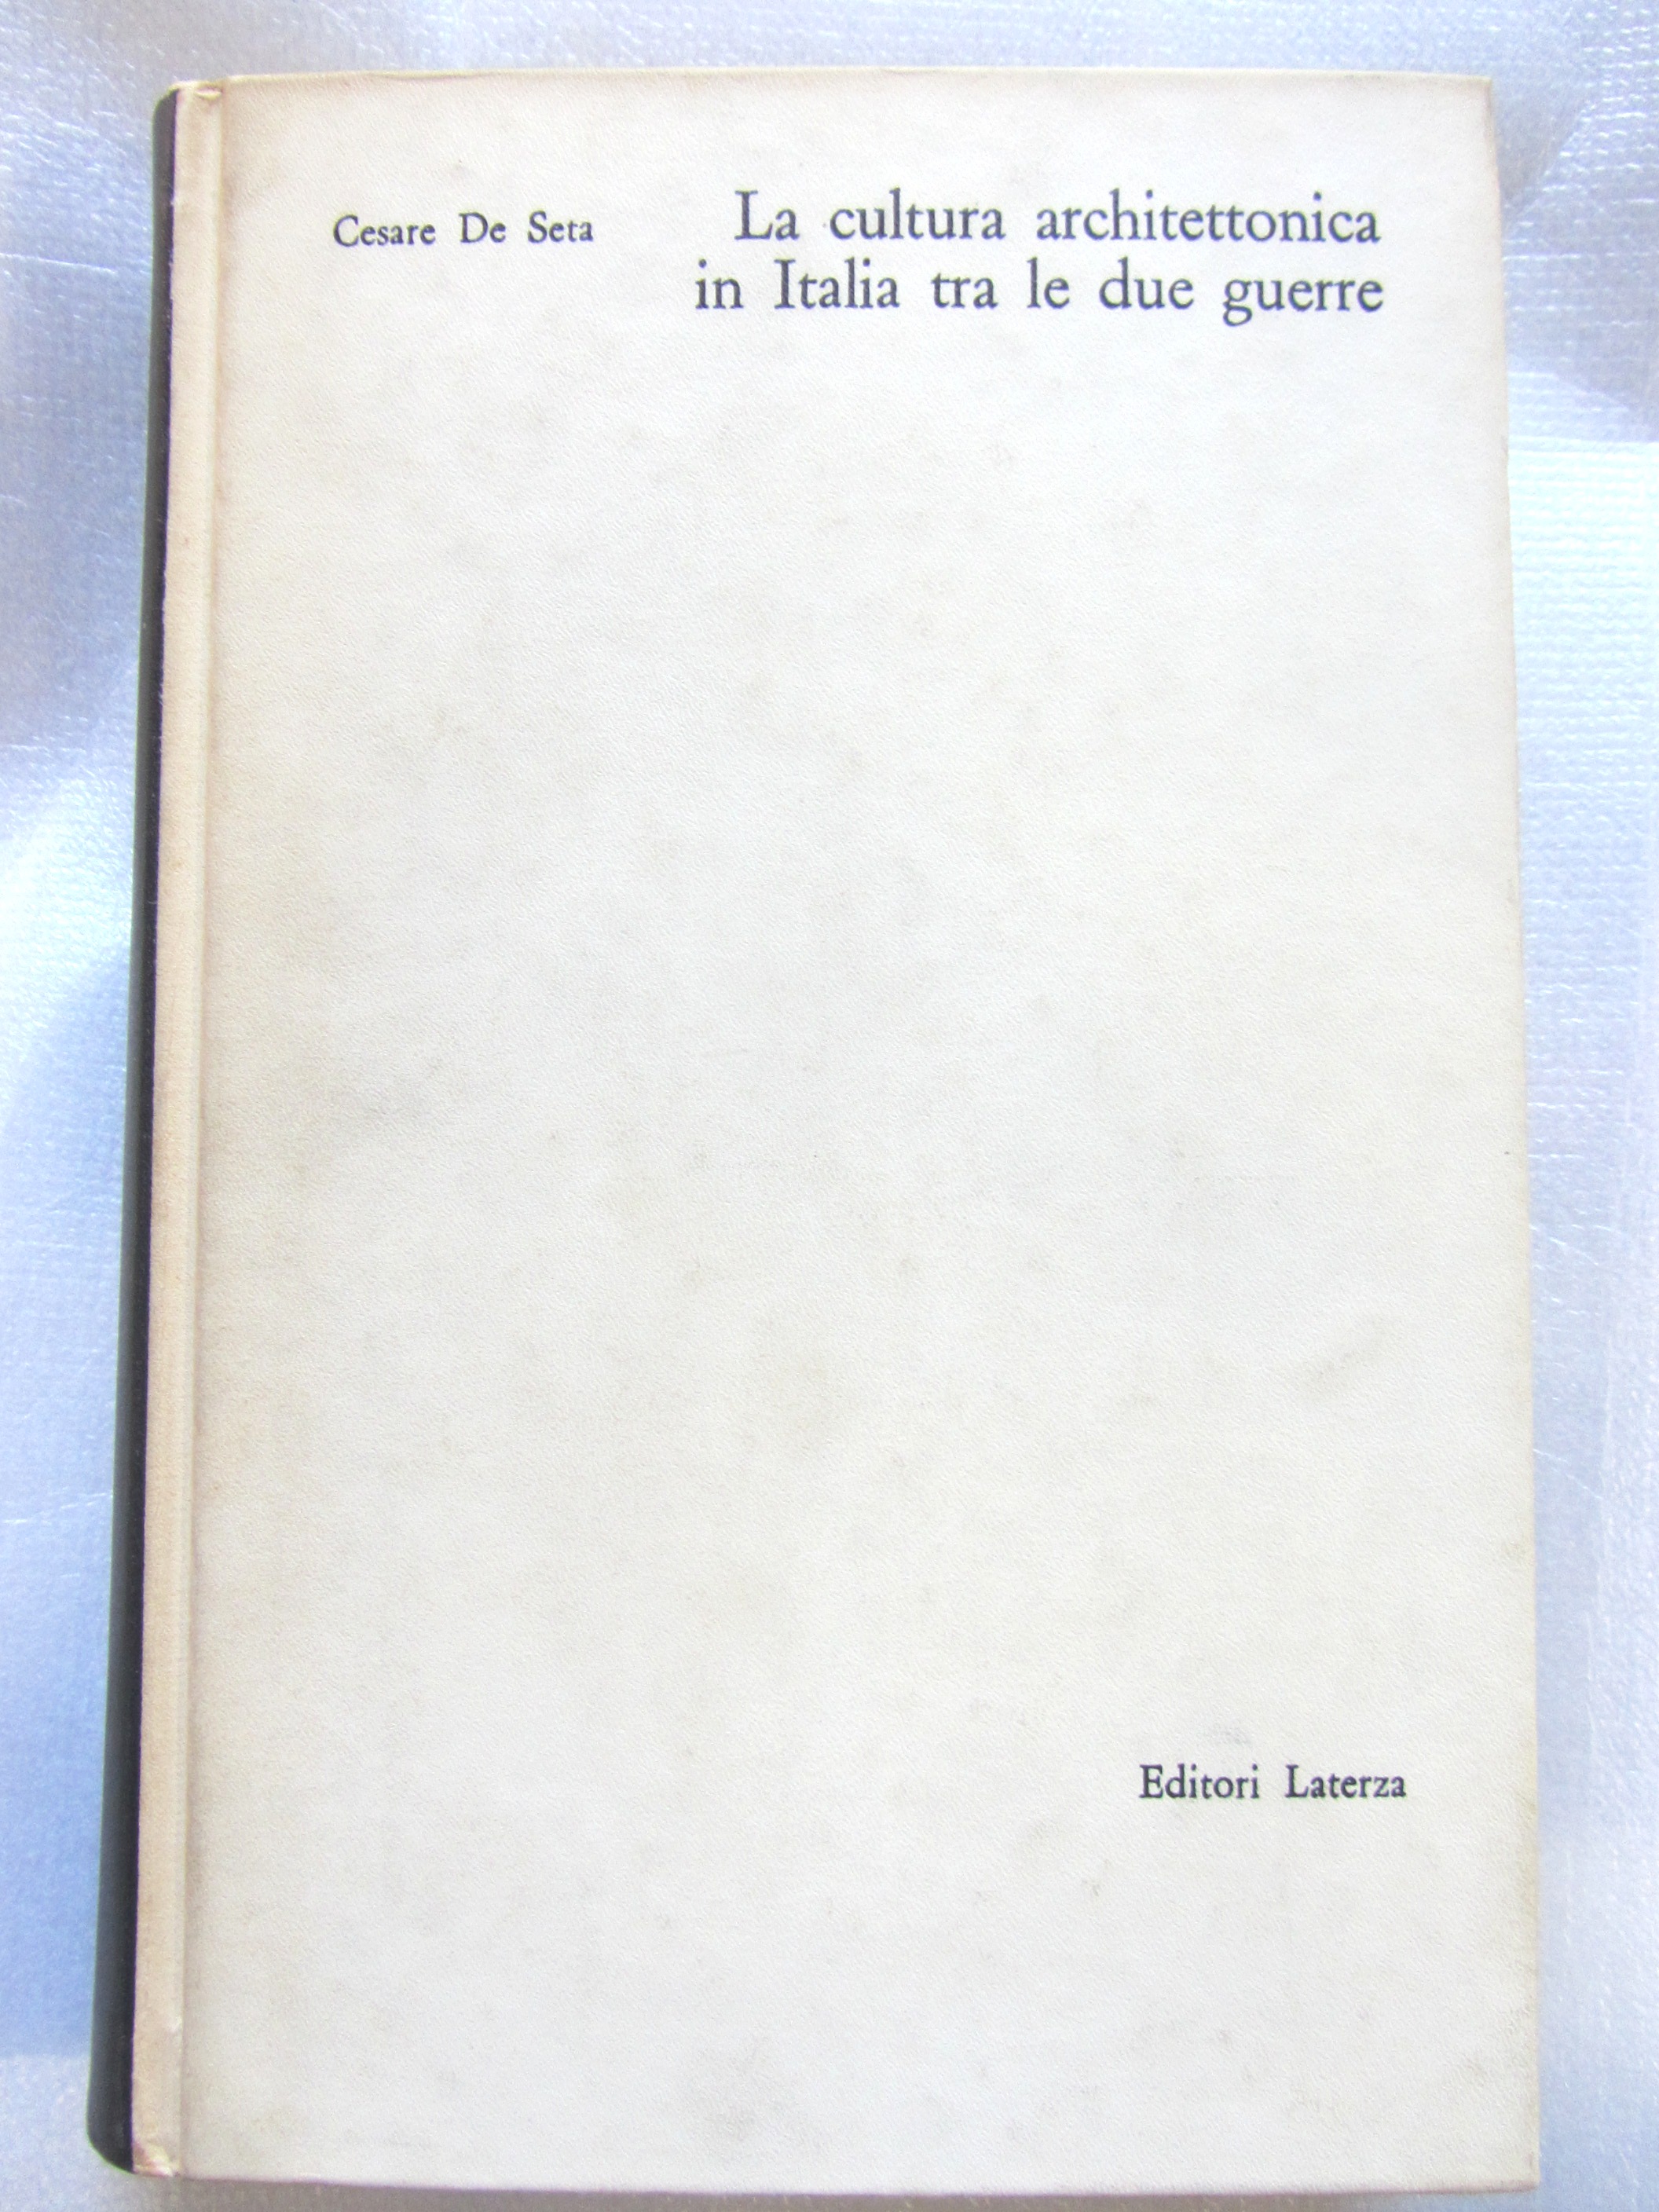 Cesare De Seta
La cultura architettonica
in Italia tra le due guerre
Editori Laterza